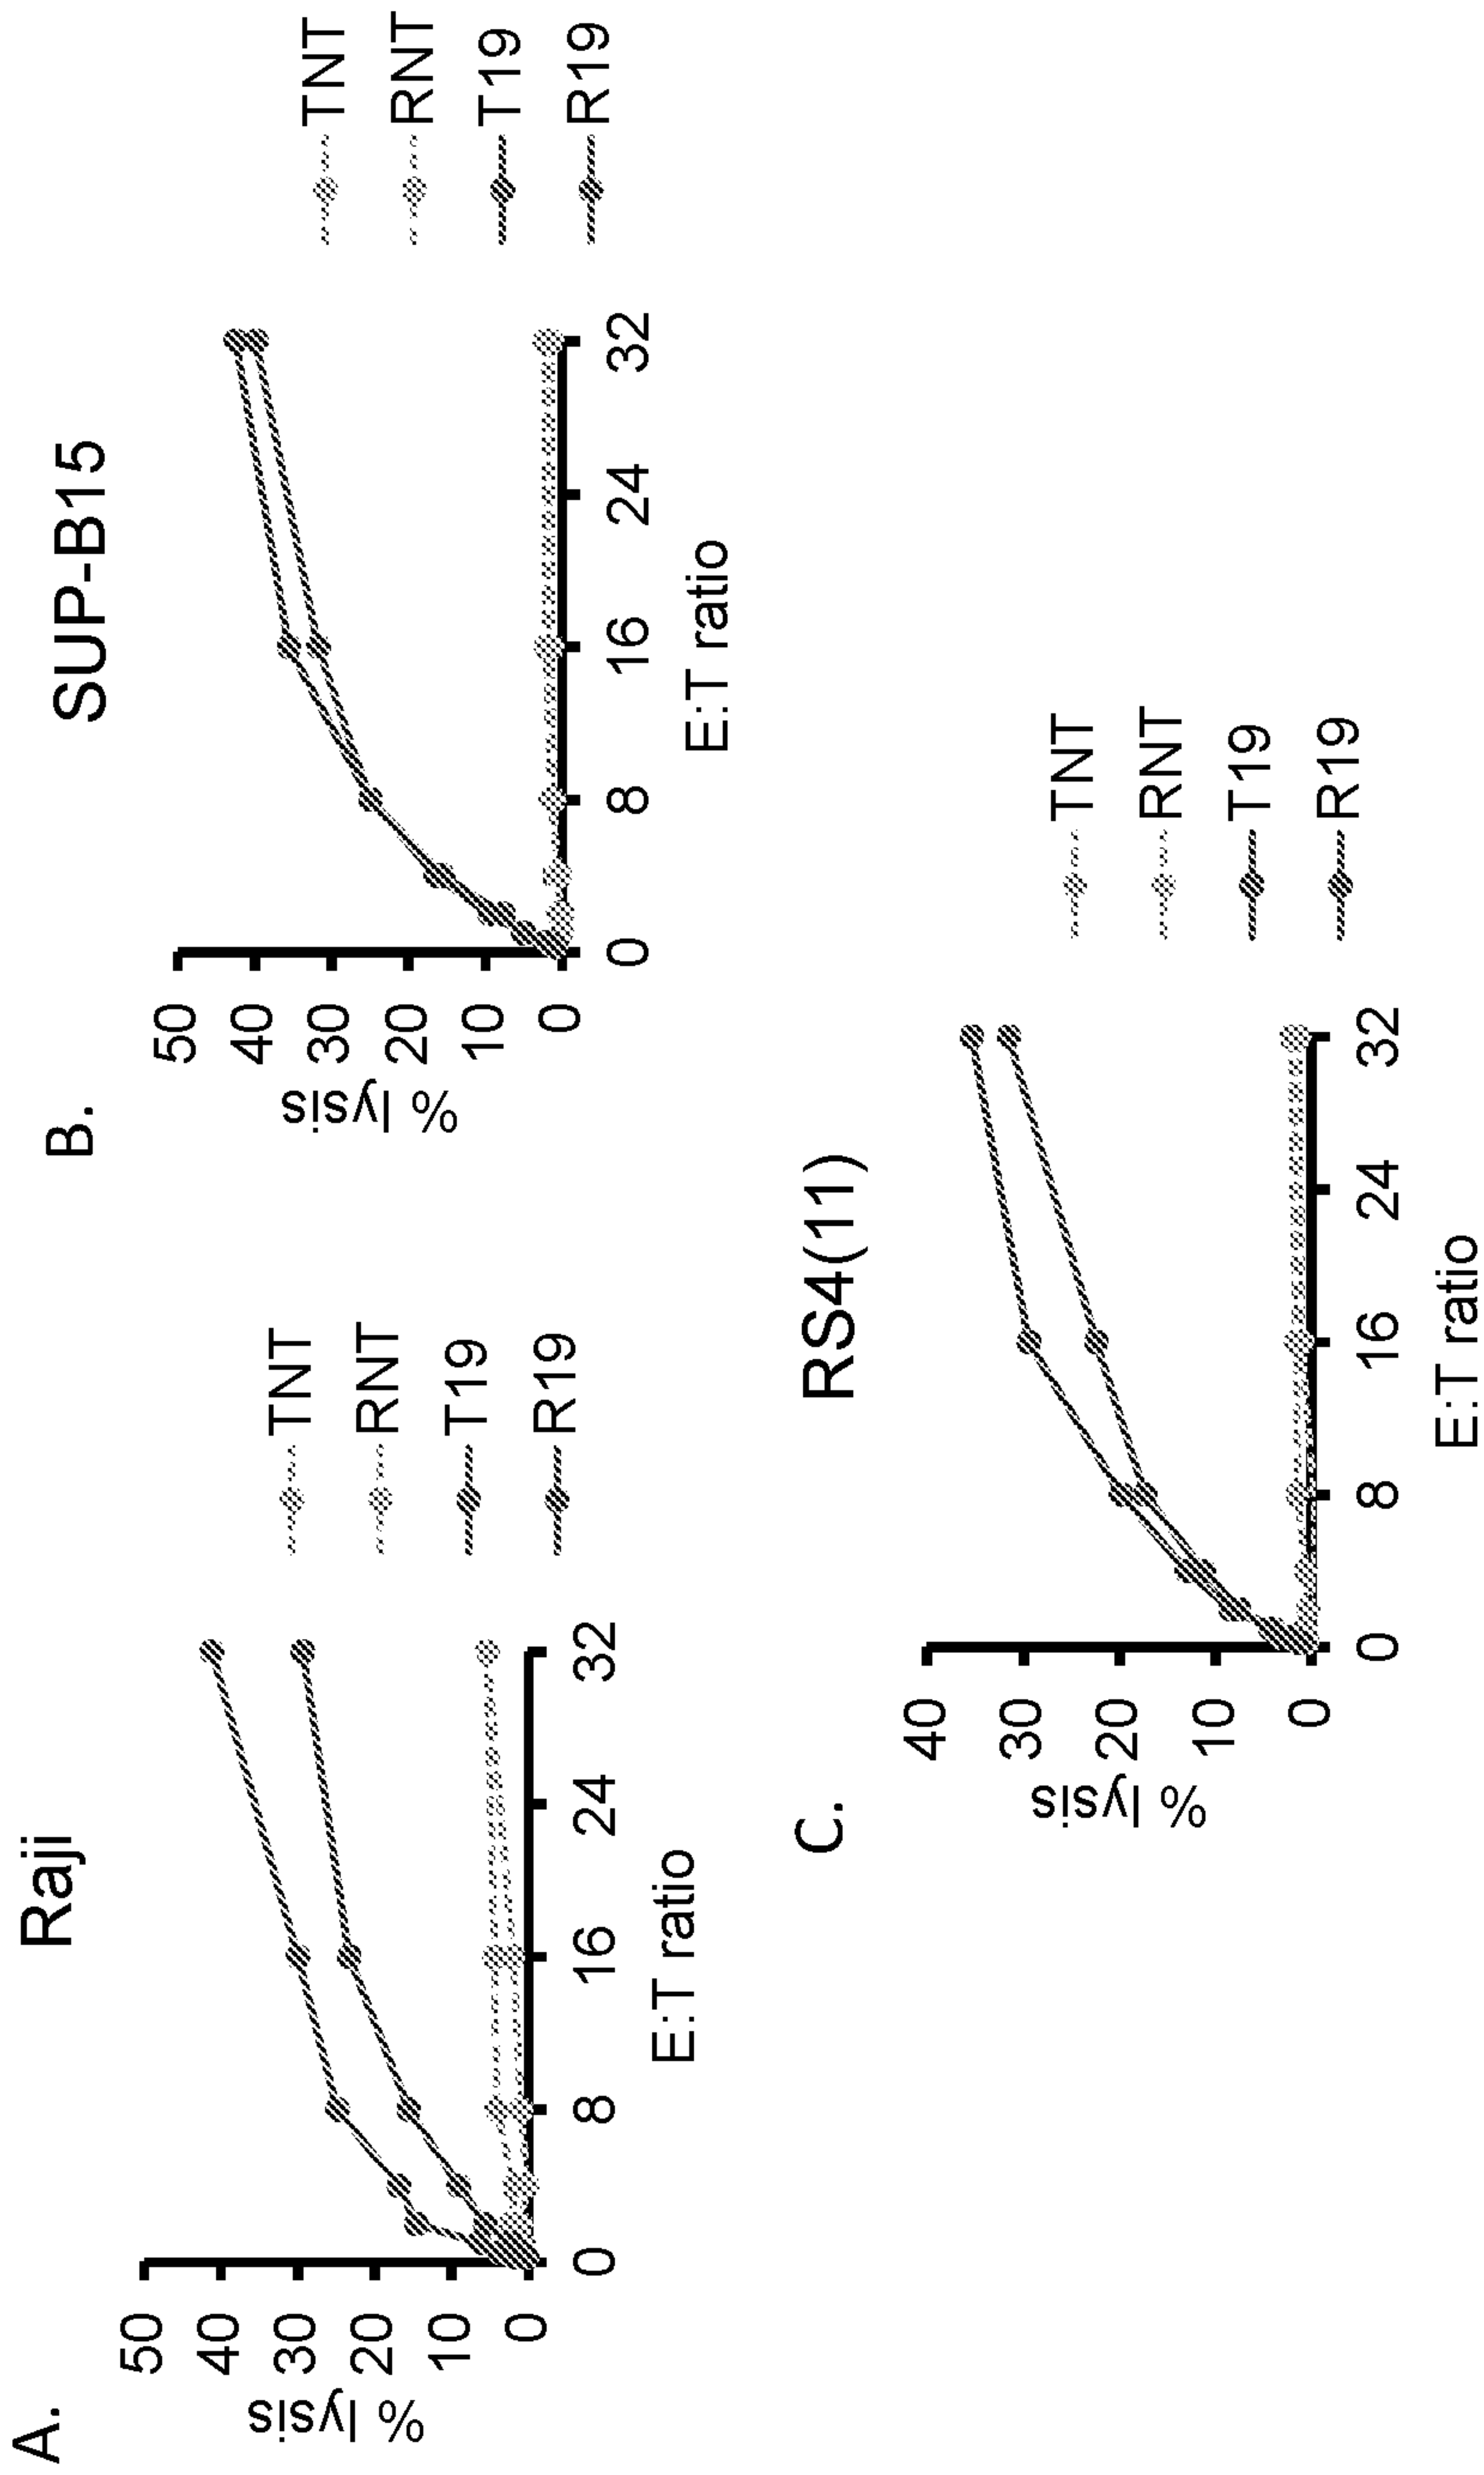 A.
Raji
% lysis
50
40
30
20
10
0
0 8 16 24 32
E:T ratio
TNT
RNT
T19
R19
B.
SUP-B15
% lysis
50
40
30
20
10
0
0 8 16 24 32
E:T ratio
TNT
RNT
T19
R19
C.
RS4(11)
% lysis
40
30
20
10
0
0 8 16 24 32
E:T ratio
TNT
RNT
T19
R19